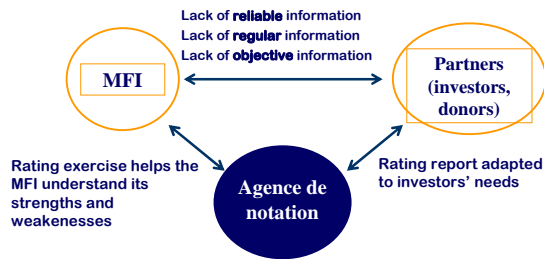 Lack of reliable information
Lack of regular information
Lack of objective information
MFI
Partners
(investors,
donors)
Rating exercise helps the
MFI understand its
strengths and
weakenesses
Agence de
notation
Rating report adapted
to investors' needs